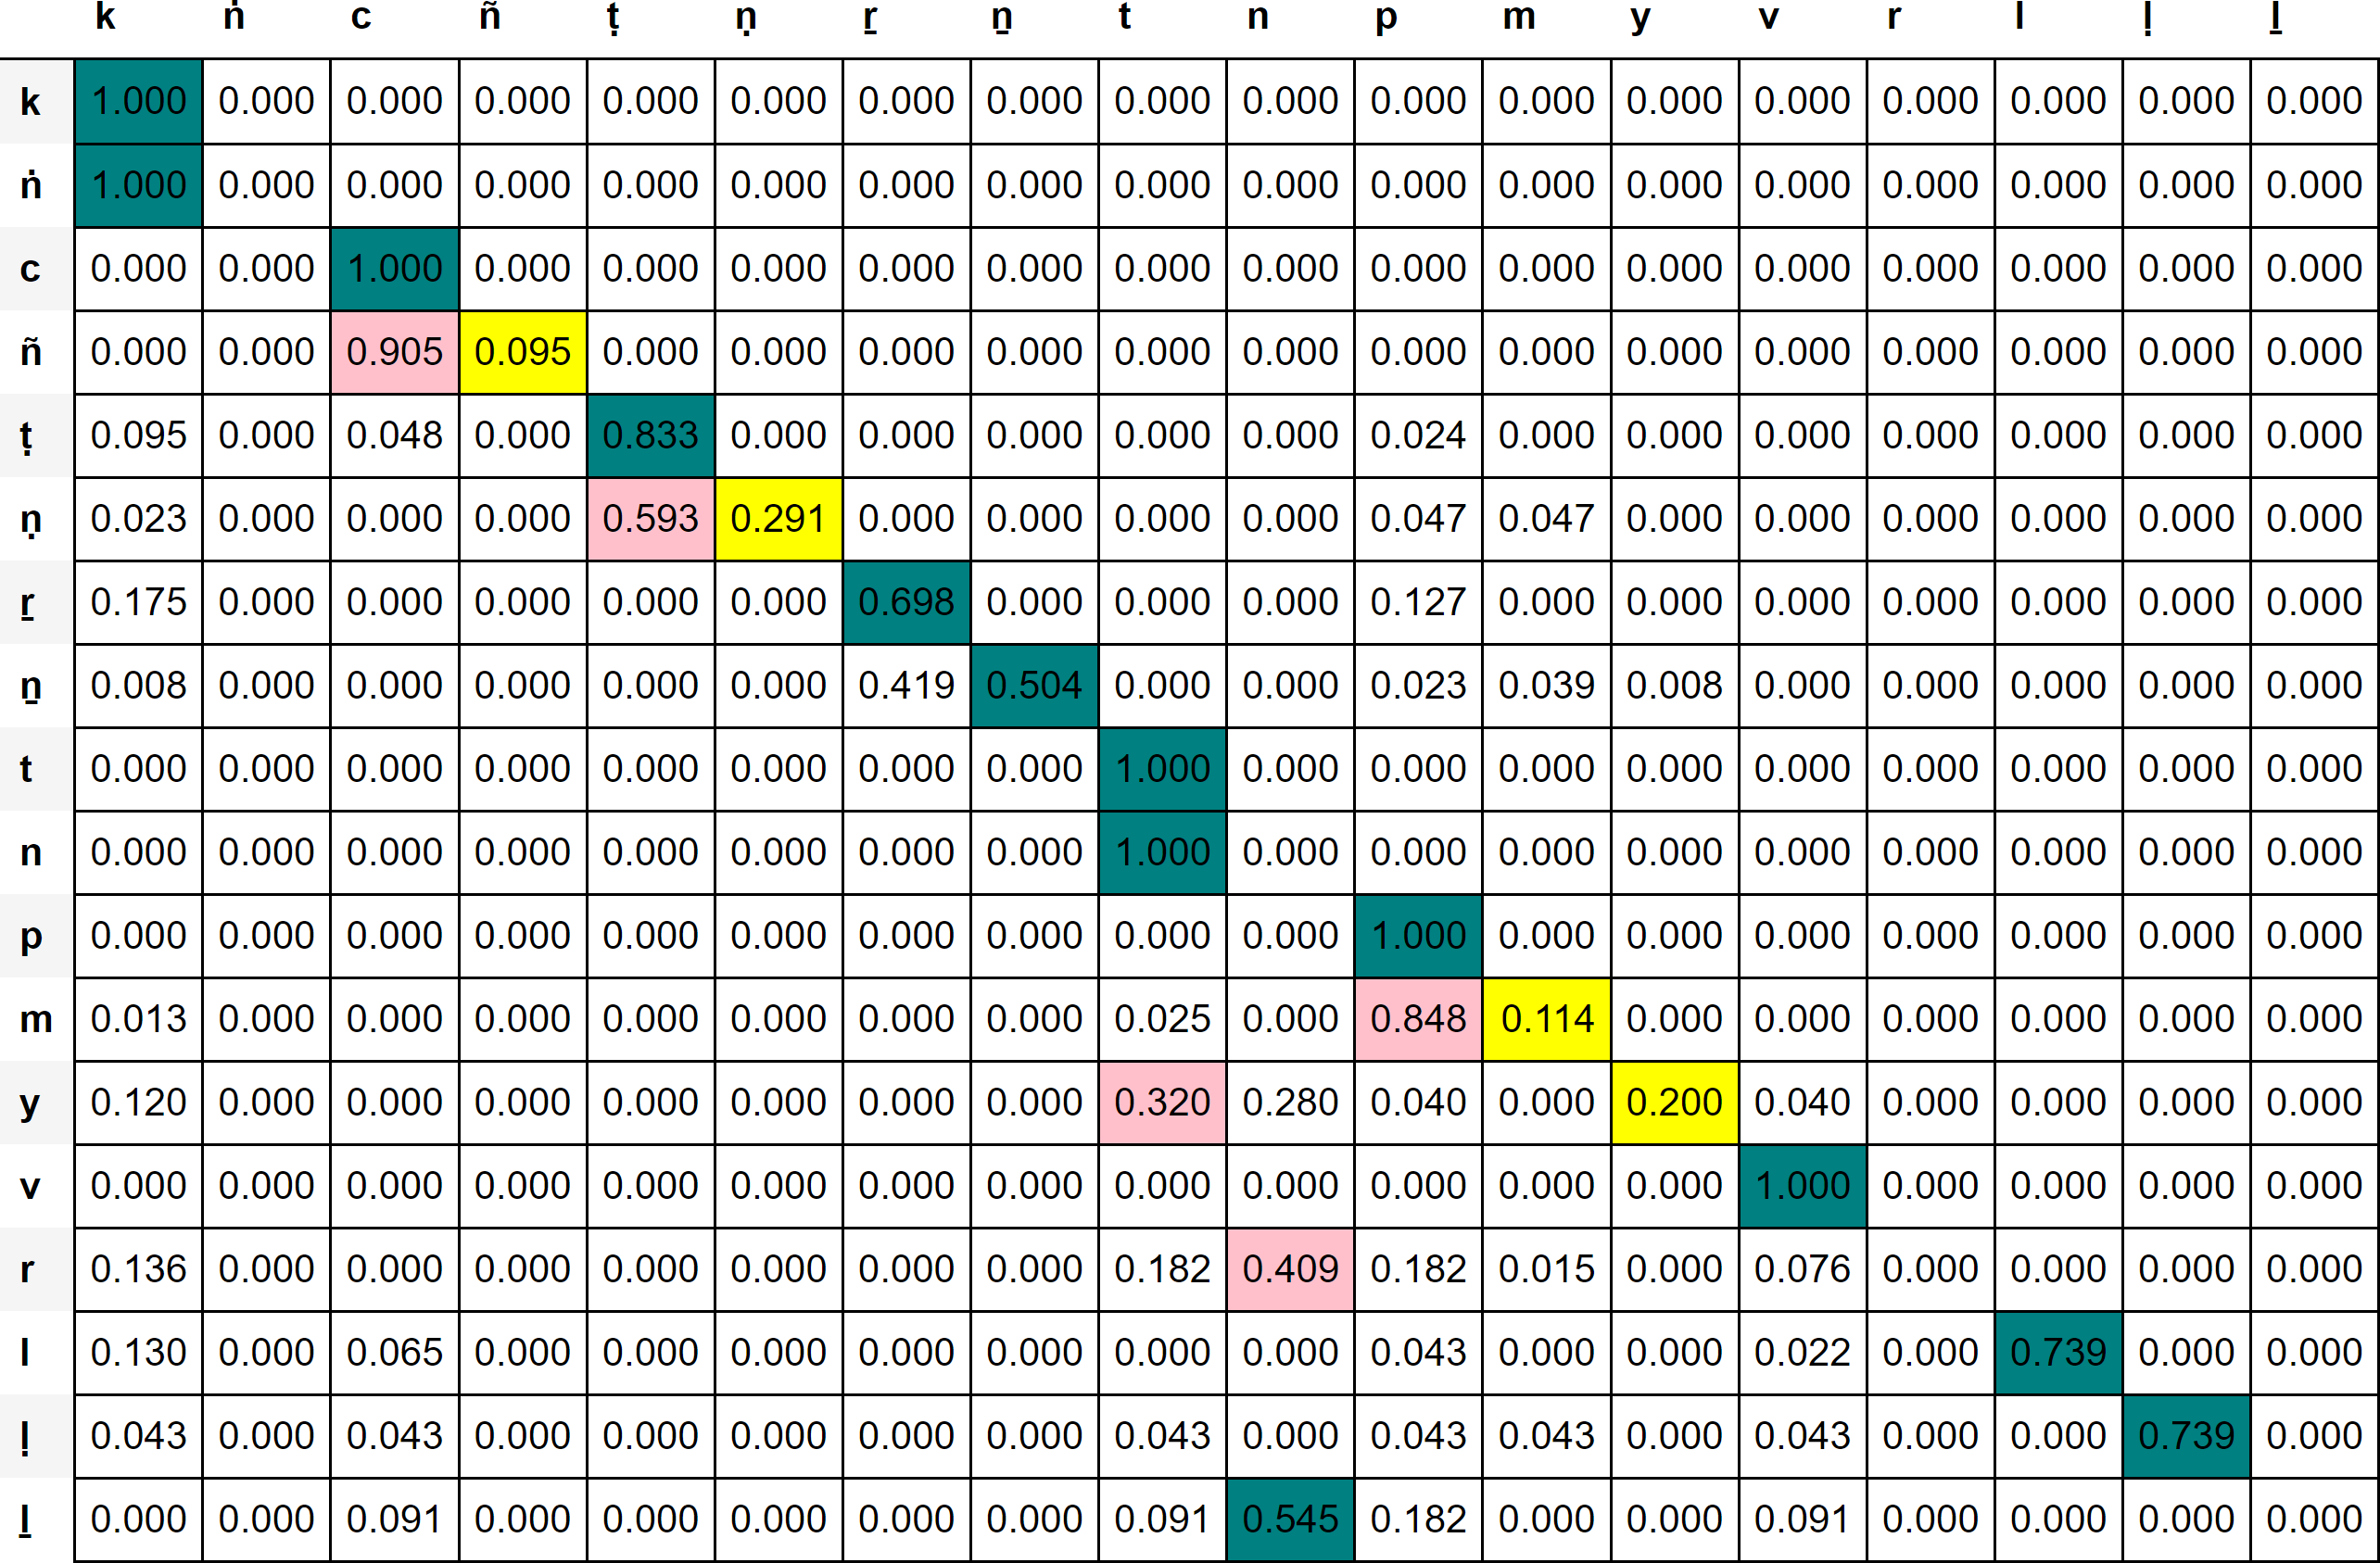 k ṅ c ñ ṭ ṇ ṟ ṉ t n p m y v r l ḷ ḻ
k 1.000 0.000 0.000 0.000 0.000 0.000 0.000 0.000 0.000 0.000 0.000 0.000 0.000 0.000 0.000 0.000 0.000 0.000
ṅ 1.000 0.000 0.000 0.000 0.000 0.000 0.000 0.000 0.000 0.000 0.000 0.000 0.000 0.000 0.000 0.000 0.000 0.000
c 0.000 0.000 1.000 0.000 0.000 0.000 0.000 0.000 0.000 0.000 0.000 0.000 0.000 0.000 0.000 0.000 0.000 0.000
ñ 0.000 0.000 0.905 0.095 0.000 0.000 0.000 0.000 0.000 0.000 0.000 0.000 0.000 0.000 0.000 0.000 0.000 0.000
ṭ 0.095 0.000 0.048 0.000 0.833 0.000 0.000 0.000 0.000 0.000 0.024 0.000 0.000 0.000 0.000 0.000 0.000 0.000
ṇ 0.023 0.000 0.000 0.000 0.593 0.291 0.000 0.000 0.000 0.000 0.047 0.047 0.000 0.000 0.000 0.000 0.000 0.000
ṟ 0.175 0.000 0.000 0.000 0.000 0.000 0.698 0.000 0.000 0.000 0.127 0.000 0.000 0.000 0.000 0.000 0.000 0.000
ṉ 0.008 0.000 0.000 0.000 0.000 0.000 0.419 0.504 0.000 0.000 0.023 0.039 0.008 0.000 0.000 0.000 0.000 0.000
t 0.000 0.000 0.000 0.000 0.000 0.000 0.000 0.000 1.000 0.000 0.000 0.000 0.000 0.000 0.000 0.000 0.000 0.000
n 0.000 0.000 0.000 0.000 0.000 0.000 0.000 0.000 1.000 0.000 0.000 0.000 0.000 0.000 0.000 0.000 0.000 0.000
p 0.000 0.000 0.000 0.000 0.000 0.000 0.000 0.000 0.000 0.000 1.000 0.000 0.000 0.000 0.000 0.000 0.000 0.000
m 0.013 0.000 0.000 0.000 0.000 0.000 0.000 0.000 0.025 0.000 0.848 0.114 0.000 0.000 0.000 0.000 0.000 0.000
y 0.120 0.000 0.000 0.000 0.000 0.000 0.000 0.000 0.320 0.280 0.040 0.000 0.200 0.040 0.000 0.000 0.000 0.000
v 0.000 0.000 0.000 0.000 0.000 0.000 0.000 0.000 0.000 0.000 0.000 0.000 0.000 1.000 0.000 0.000 0.000 0.000
r 0.136 0.000 0.000 0.000 0.000 0.000 0.000 0.000 0.182 0.409 0.182 0.015 0.000 0.076 0.000 0.000 0.000 0.000
l 0.130 0.000 0.065 0.000 0.000 0.000 0.000 0.000 0.000 0.000 0.043 0.000 0.000 0.022 0.000 0.739 0.000 0.000
ḷ 0.043 0.000 0.043 0.000 0.000 0.000 0.000 0.000 0.043 0.000 0.043 0.043 0.000 0.043 0.000 0.000 0.739 0.000
ḻ 0.000 0.000 0.091 0.000 0.000 0.000 0.000 0.000 0.091 0.545 0.182 0.000 0.000 0.091 0.000 0.000 0.000 0.000